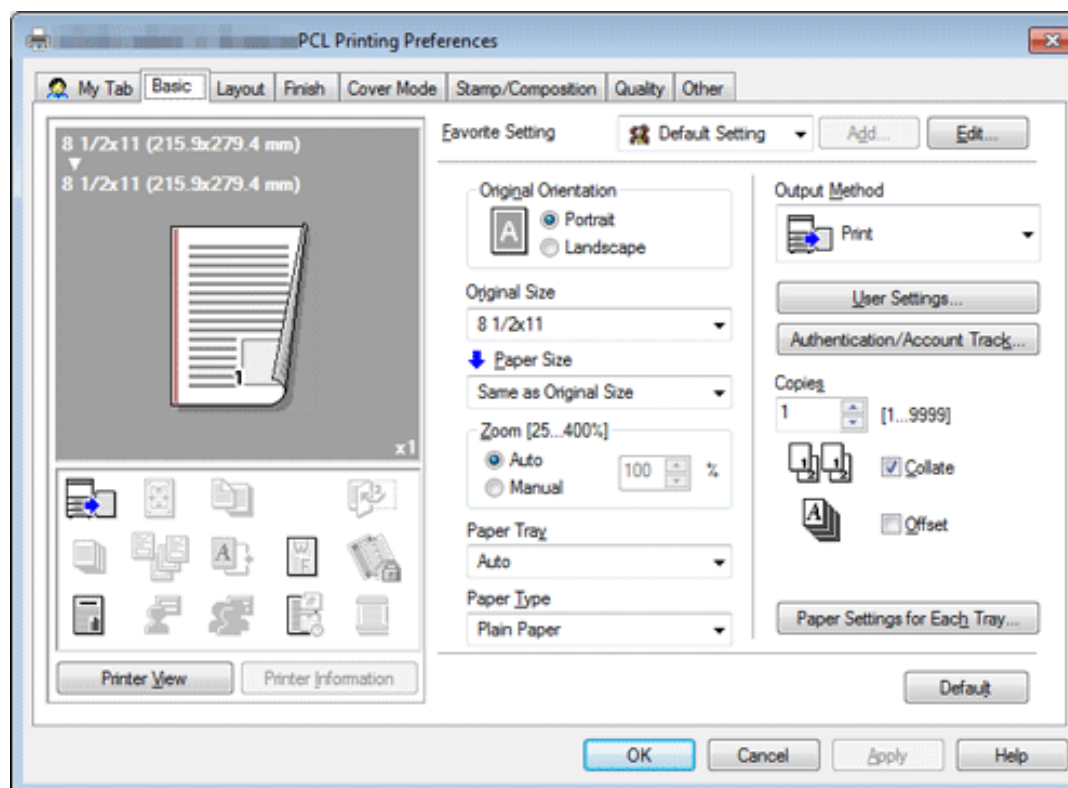 PCL Printing Preferences
My Tab Basic Layout Finish Cover Mode Stamp/Composition Quality Other
8 1/2x11 (215.9x279.4 mm)
8 1/2x11 (215.9x279.4 mm)
1
x1
Printer View Printer Information
Favorite Setting Default Setting Add... Edit...
Original Orientation
A
Portrait
Landscape
Original Size
8 1/2x11
Paper Size
Same as Original Size
Zoom [25...400%]
Auto
Manual
100 %
Paper Tray
Auto
Paper Type
Plain Paper
Output Method
Print
User Settings...
Authentication/Account Track...
Copies
1 [1...9999]
Collate
Offset
Paper Settings for Each Tray...
Default
OK Cancel Apply Help